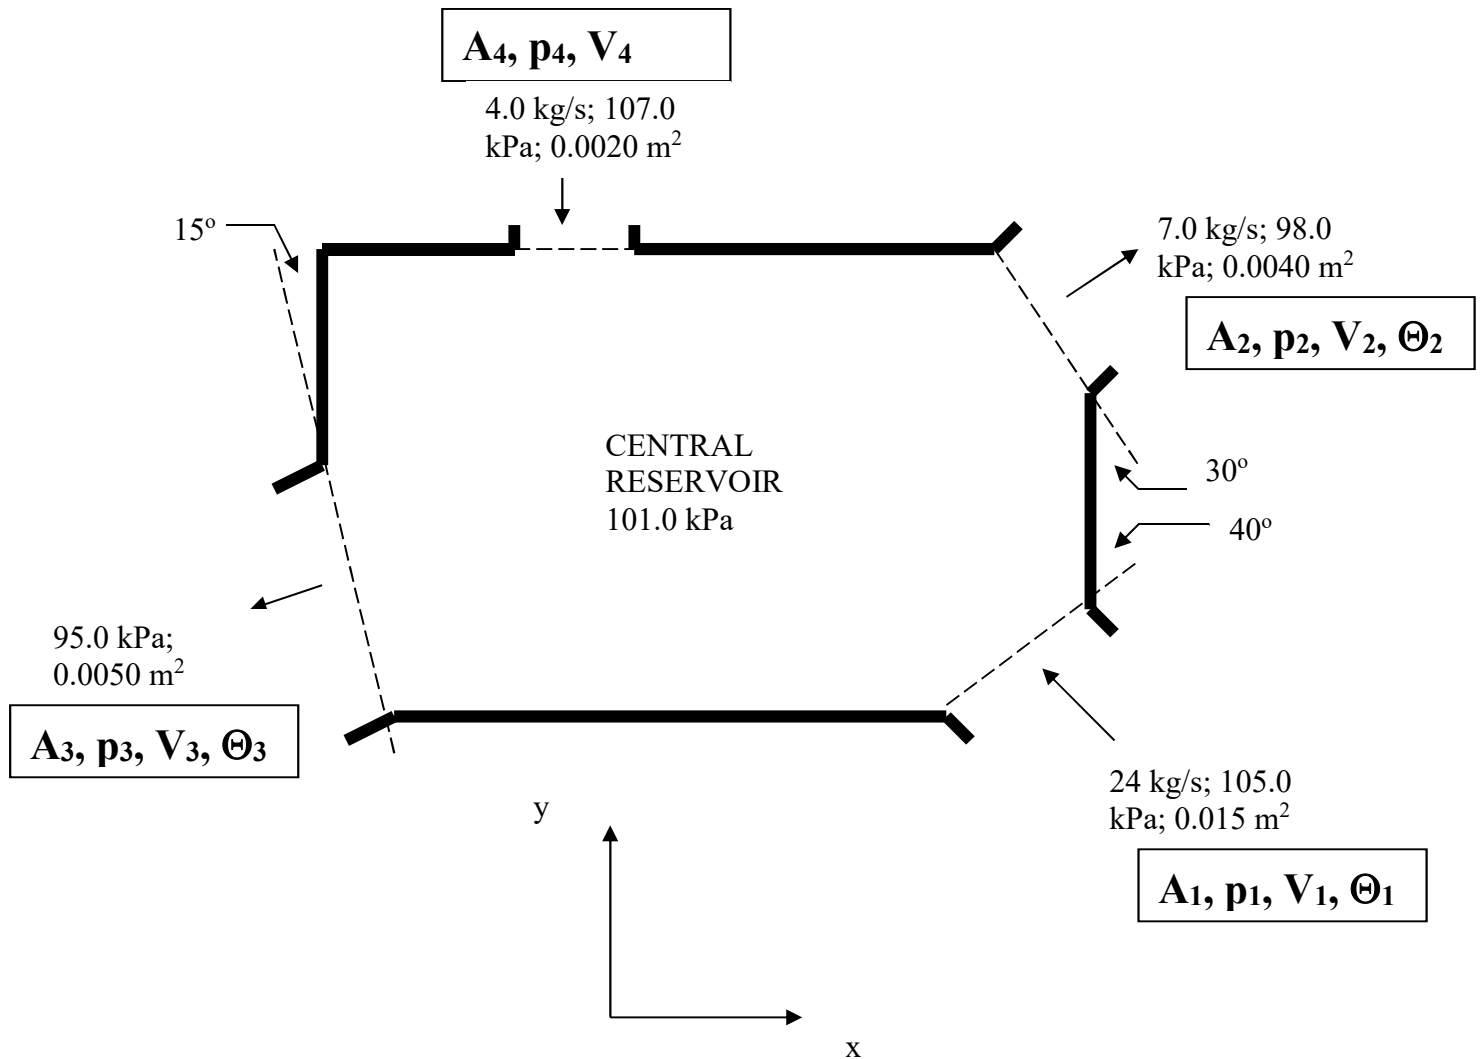 A₄, p₄, V₄
4.0 kg/s; 107.0
kPa; 0.0020 m²
15º
7.0 kg/s; 98.0
kPa; 0.0040 m²
A₂, p₂, V₂, Θ₂
CENTRAL
RESERVOIR
101.0 kPa
30º
40º
95.0 kPa;
0.0050 m²
A₃, p₃, V₃, Θ₃
24 kg/s; 105.0
kPa; 0.015 m²
A₁, p₁, V₁, Θ₁
y
x